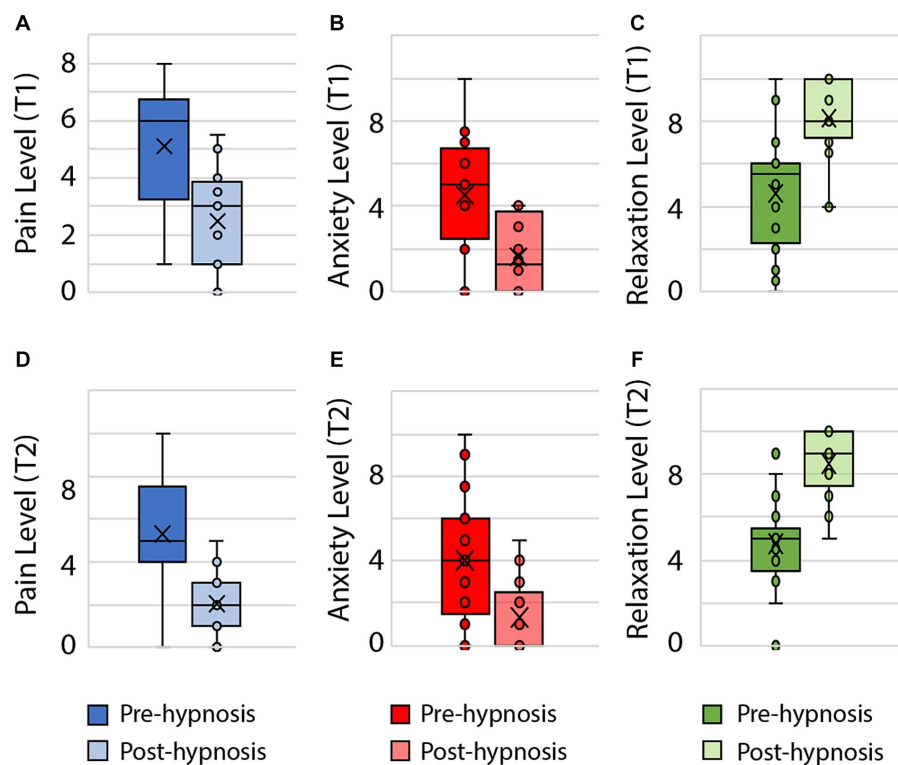 A
Pain Level (T1)
8
6
4
2
0
B
Anxiety Level (T1)
8
4
0
C
Relaxation Level (T1)
8
4
0
D
Pain Level (T2)
8
4
0
E
Anxiety Level (T2)
8
4
0
F
Relaxation Level (T2)
8
4
0
Pre-hypnosis
Post-hypnosis
Pre-hypnosis
Post-hypnosis
Pre-hypnosis
Post-hypnosis